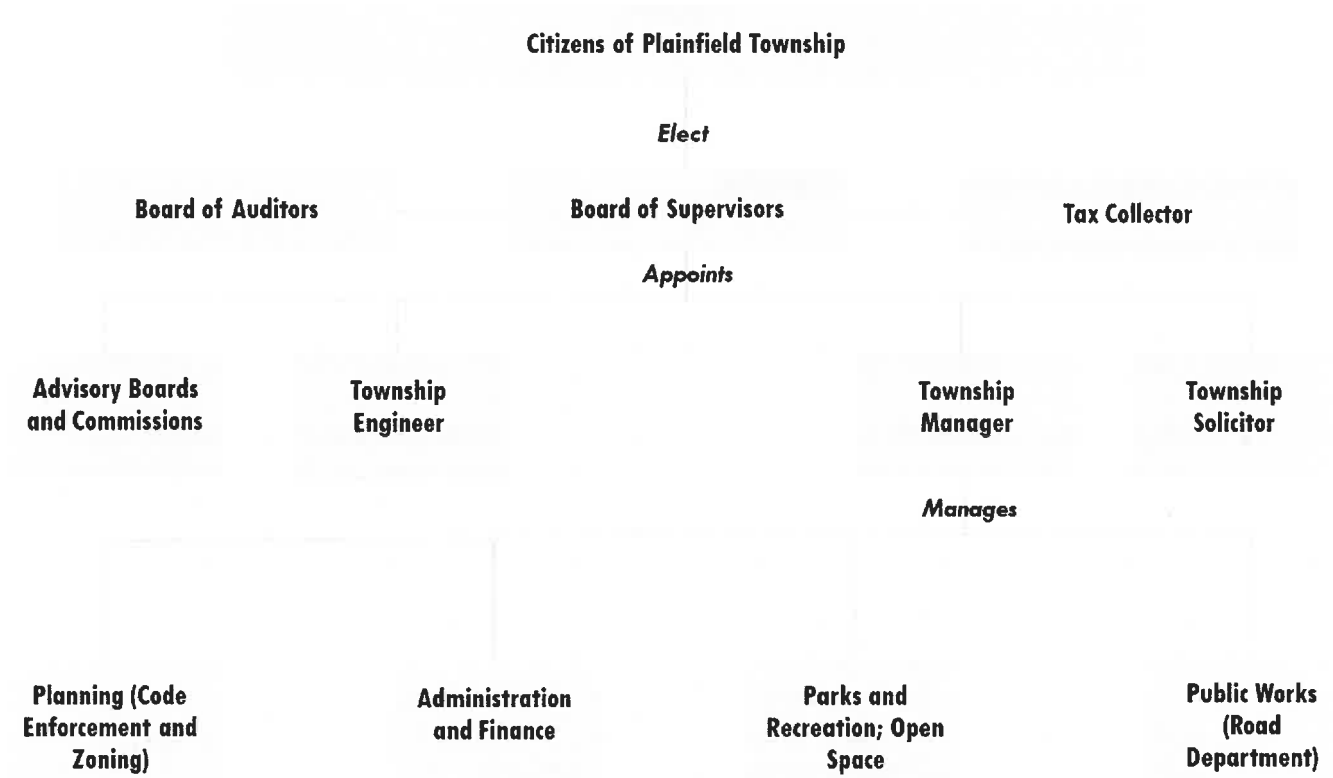 Citizens of Plainfield Township
Elect
Board of Auditors
Board of Supervisors
Tax Collector
Appoints
Advisory Boards
and Commissions
Township
Engineer
Township
Manager
Township
Solicitor
Manages
Planning (Code
Enforcement and
Zoning)
Administration
and Finance
Parks and
Recreation; Open
Space
Public Works
(Road
Department)